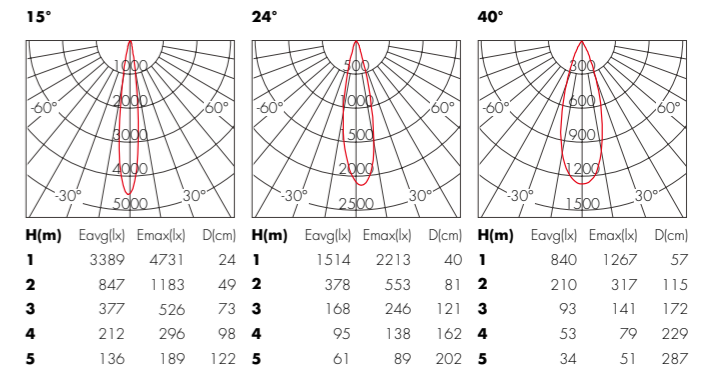 15°
24°
40°
1000
2000
3000
4000
5000
-60°
60°
-30°
30°
500
1000
1500
2000
2500
-60°
60°
-30°
30°
300
600
900
1200
1500
-60°
60°
-30°
30°
H(m) Eavg(lx) Emax(lx) D(cm)
1 3389 4731 24
2 847 1183 49
3 377 526 73
4 212 296 98
5 136 189 122
H(m) Eavg(lx) Emax(lx) D(cm)
1 1514 2213 40
2 378 553 81
3 168 246 121
4 95 138 162
5 61 89 202
H(m) Eavg(lx) Emax(lx) D(cm)
1 840 1267 57
2 210 317 115
3 93 141 172
4 53 79 229
5 34 51 287